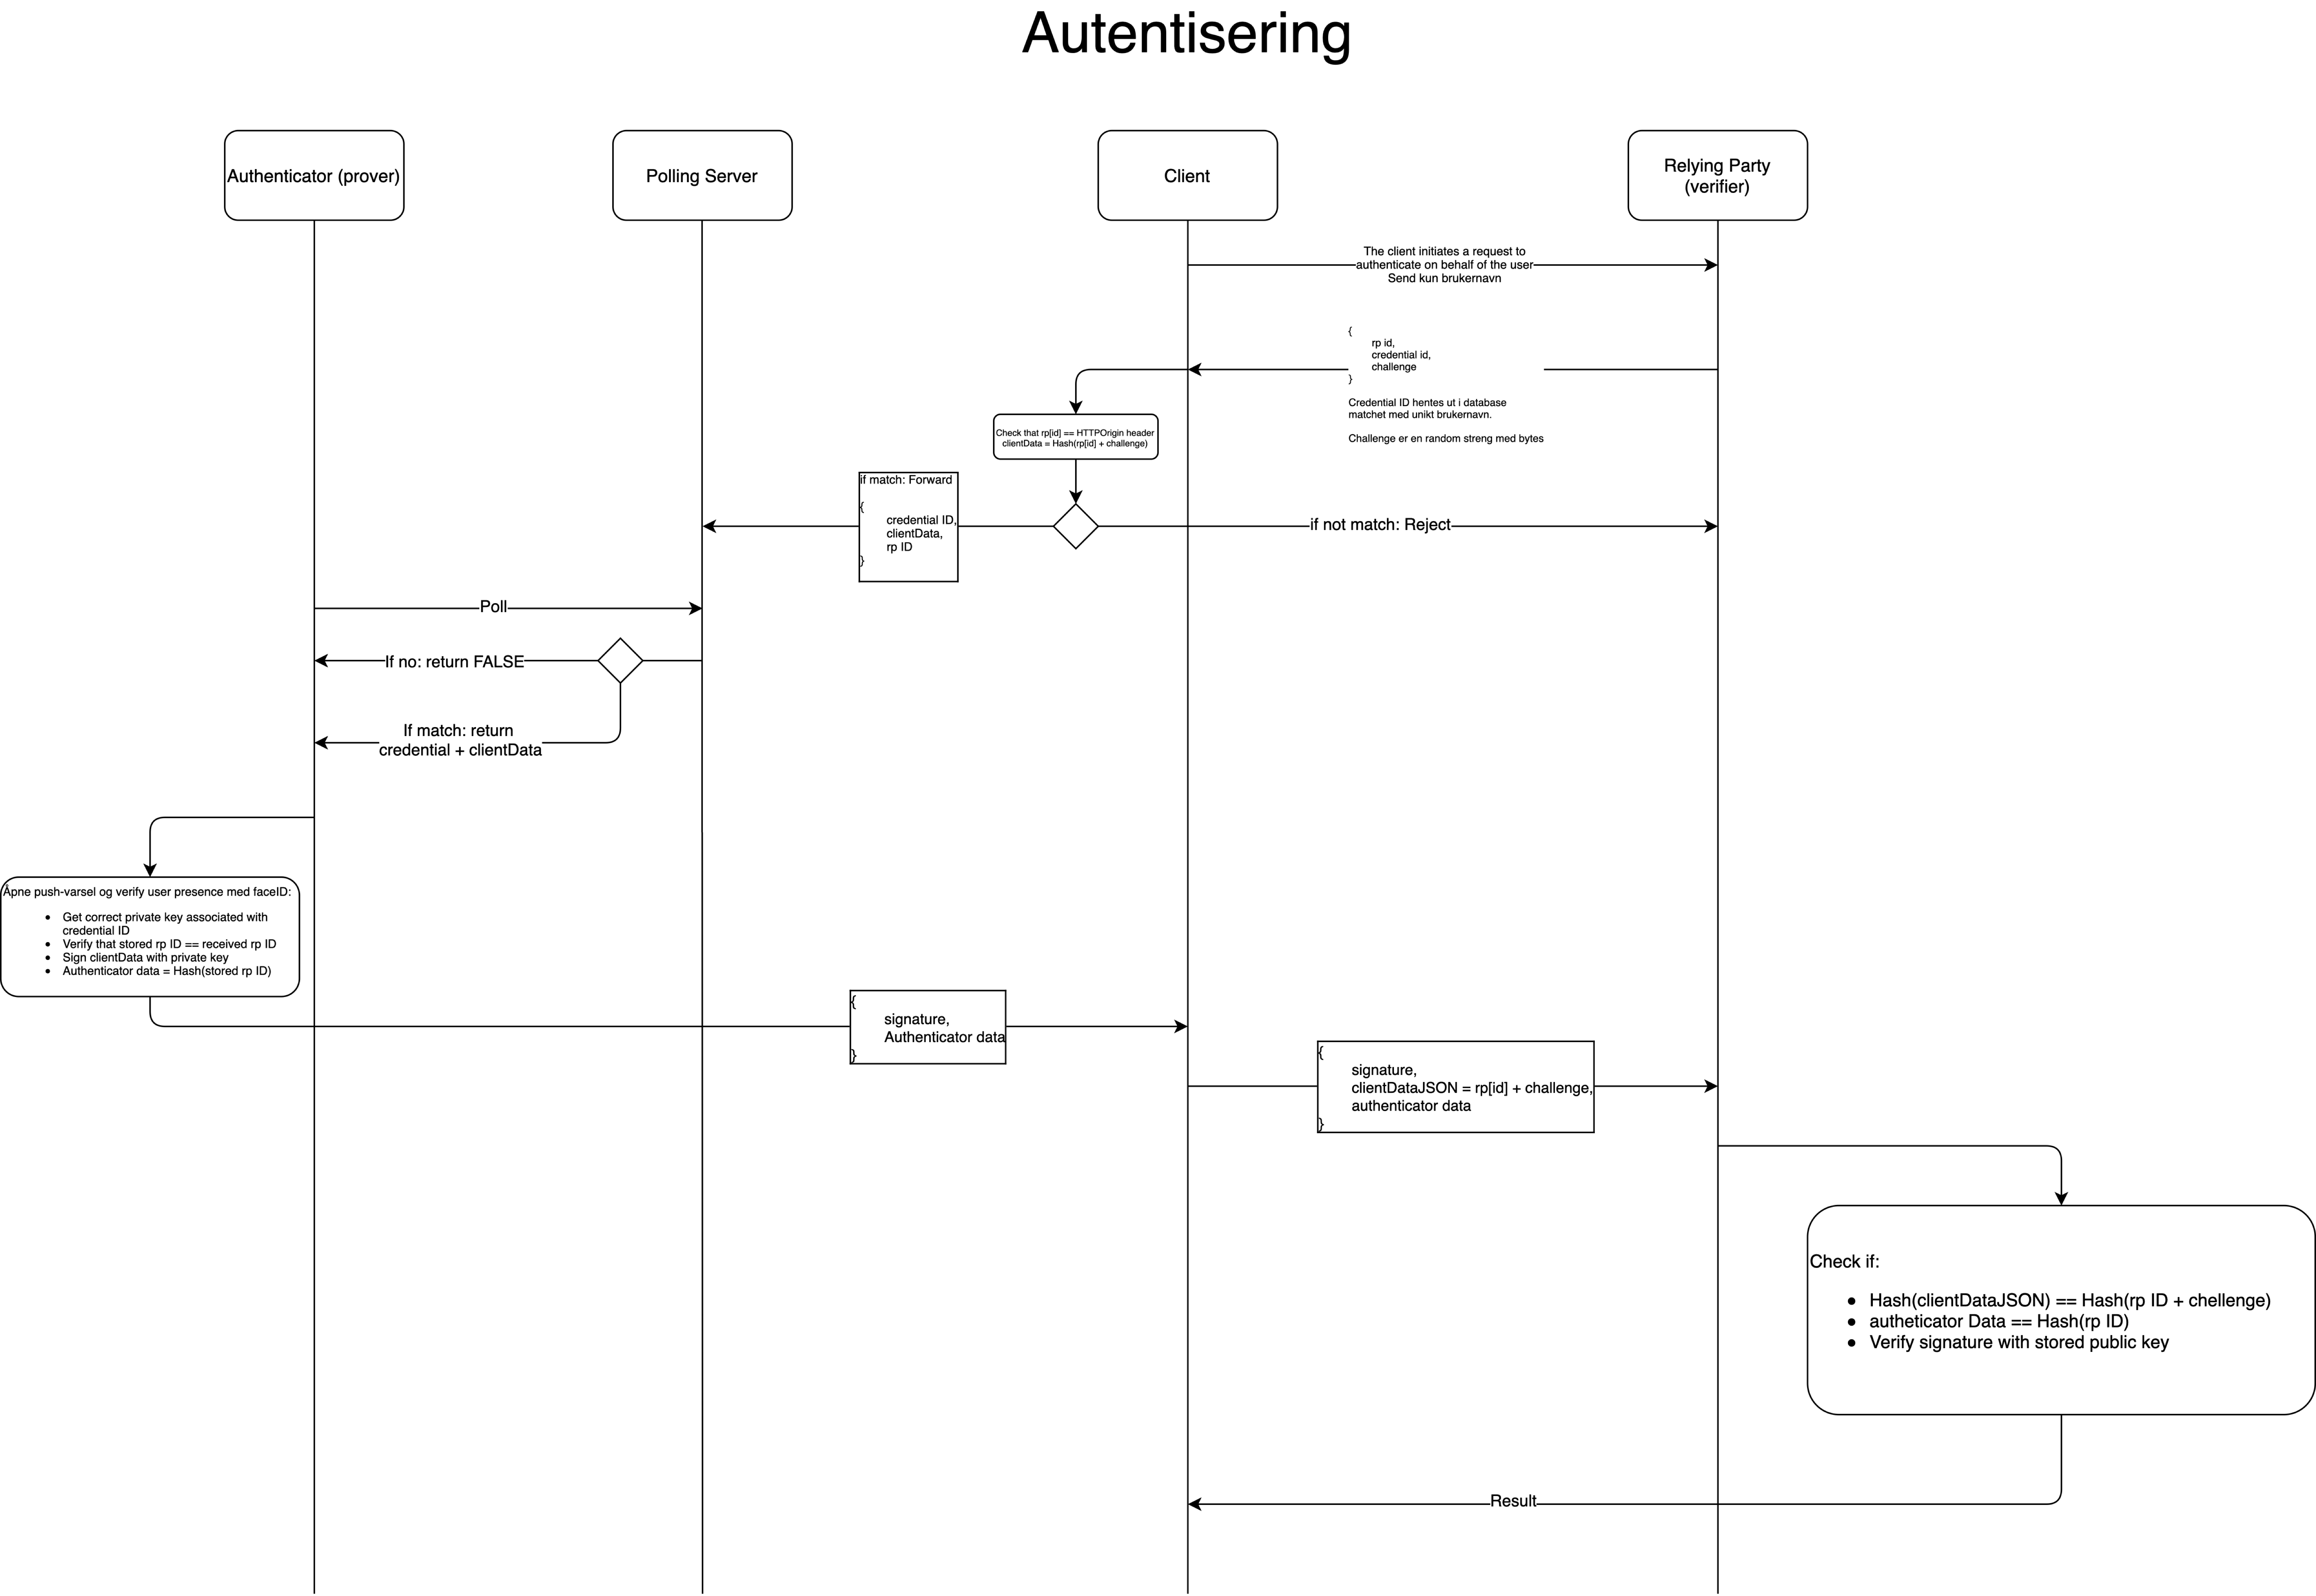 Autentisering
Authenticator (prover)
Polling Server
Client
Relying Party
(verifier)
The client initiates a request to
authenticate on behalf of the user
Send kun brukernavn
{
rp id,
credential id,
challenge
}
Credential ID hentes ut i database
matchet med unikt brukernavn.
Challenge er en random streng med bytes
Check that rp[id] == HTTPOrigin header
clientData = Hash(rp[id] + challenge)
if match: Forward
{
credential ID,
clientData,
rp ID
}
if not match: Reject
Poll
If no: return FALSE
If match: return
credential + clientData
Åpne push-varsel og verify user presence med faceID:
• Get correct private key associated with
credential ID
• Verify that stored rp ID == received rp ID
• Sign clientData with private key
• Authenticator data = Hash(stored rp ID)
{
signature,
Authenticator data
}
{
signature,
clientDataJSON = rp[id] + challenge,
authenticator data
}
Check if:
• Hash(clientDataJSON) == Hash(rp ID + chellenge)
• autheticator Data == Hash(rp ID)
• Verify signature with stored public key
Result